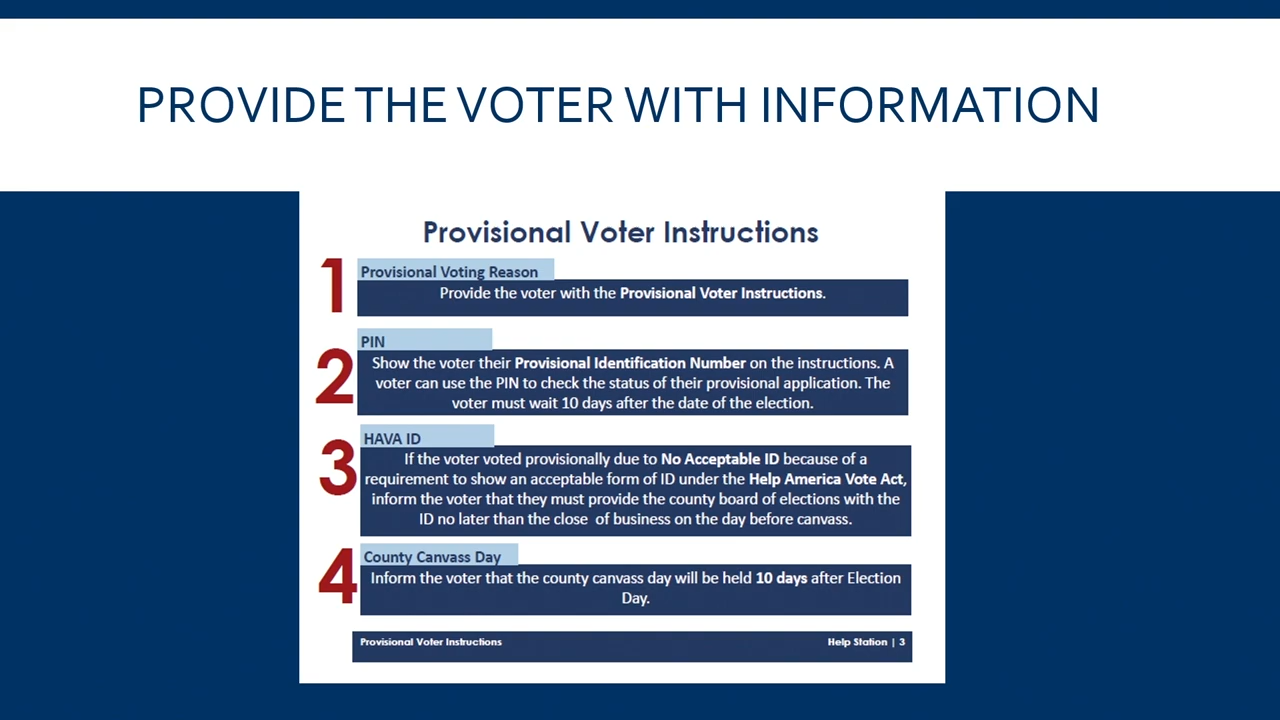 PROVIDE THE VOTER WITH INFORMATION
Provisional Voter Instructions
1
Provisional Voting Reason
Provide the voter with the Provisional Voter Instructions.
2
PIN
Show the voter their Provisional Identification Number on the instructions. A
voter can use the PIN to check the status of their provisional application. The
voter must wait 10 days after the date of the election.
3
HAVA ID
If the voter voted provisionally due to No Acceptable ID because of a
requirement to show an acceptable form of ID under the Help America Vote Act,
inform the voter that they must provide the county board of elections with the
ID no later than the close of business on the day before canvass.
4
County Canvass Day
Inform the voter that the county canvass day will be held 10 days after Election
Day.
Provisional Voter Instructions
Help Station | 3